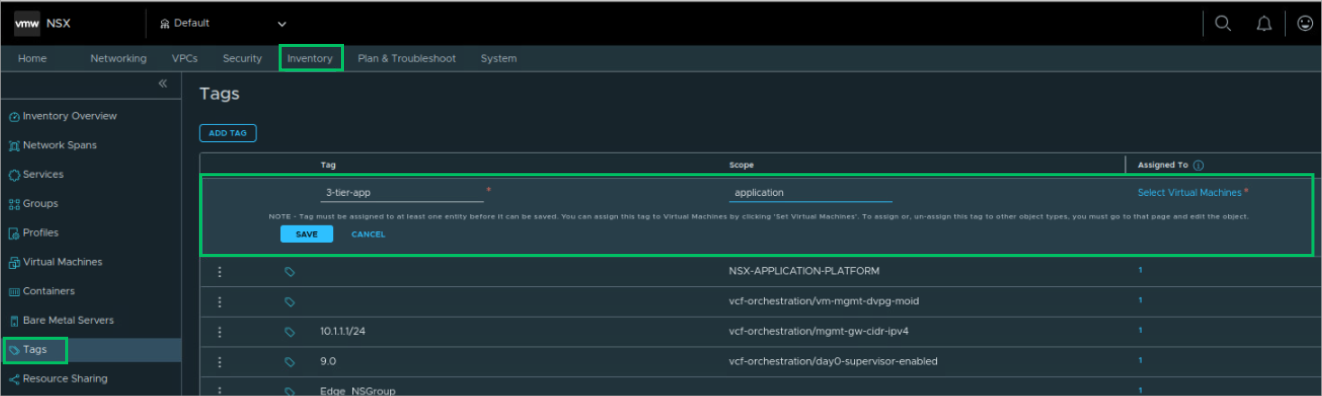 vmw NSX Default
Home Networking VPCs Security Inventory Plan & Troubleshoot System
Tags
Inventory Overview
Network Spans
Services
Groups
Profiles
Virtual Machines
Containers
Bare Metal Servers
Tags
Resource Sharing
ADD TAG
Tag Scope Assigned To
3-tier-app * application Select Virtual Machines *
NOTE - Tag must be assigned to at least one entity before it can be saved. You can assign this tag to Virtual Machines by clicking 'Set Virtual Machines'. To assign or, un-assign this tag to other object types, you must go to that page and edit the object.
SAVE CANCEL
NSX-APPLICATION-PLATFORM 1
vcf-orchestration/vm-mgmt-dvpg-moid 1
10.1.1.1/24 vcf-orchestration/mgmt-gw-cidr-ipv4 1
9.0 vcf-orchestration/day0-supervisor-enabled 1
Edge_NSGroup 1